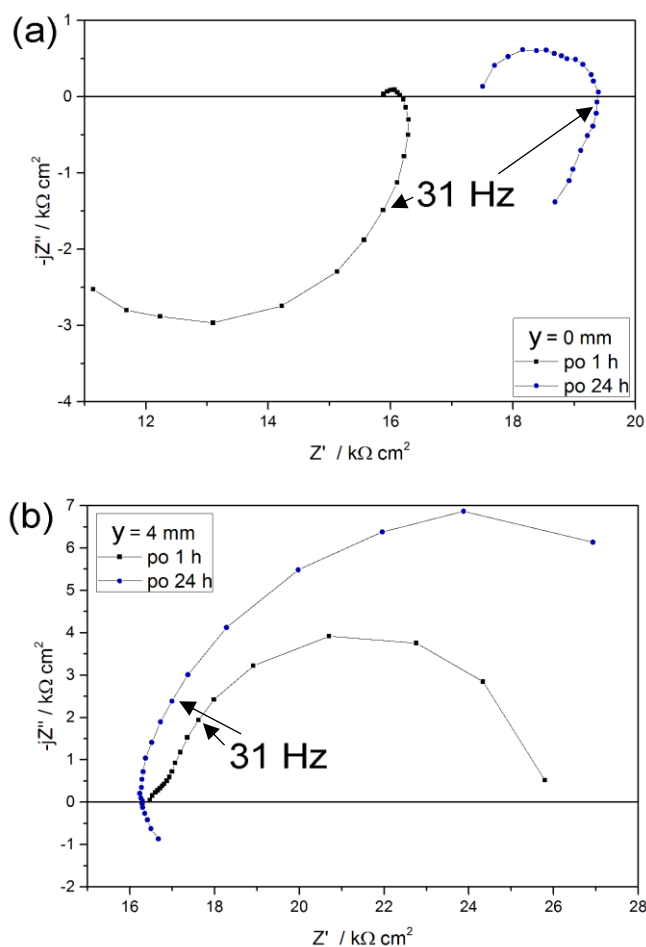 (a)
1
0
-1
-2
-3
-4
-jZ'' / kΩ cm²
31 Hz
y = 0 mm
po 1 h
po 24 h
12 14 16 18 20
Z' / kΩ cm²
(b)
7
6
5
4
3
2
1
0
-1
-2
-jZ'' / kΩ cm²
y = 4 mm
po 1 h
po 24 h
31 Hz
16 18 20 22 24 26 28
Z' / kΩ cm²